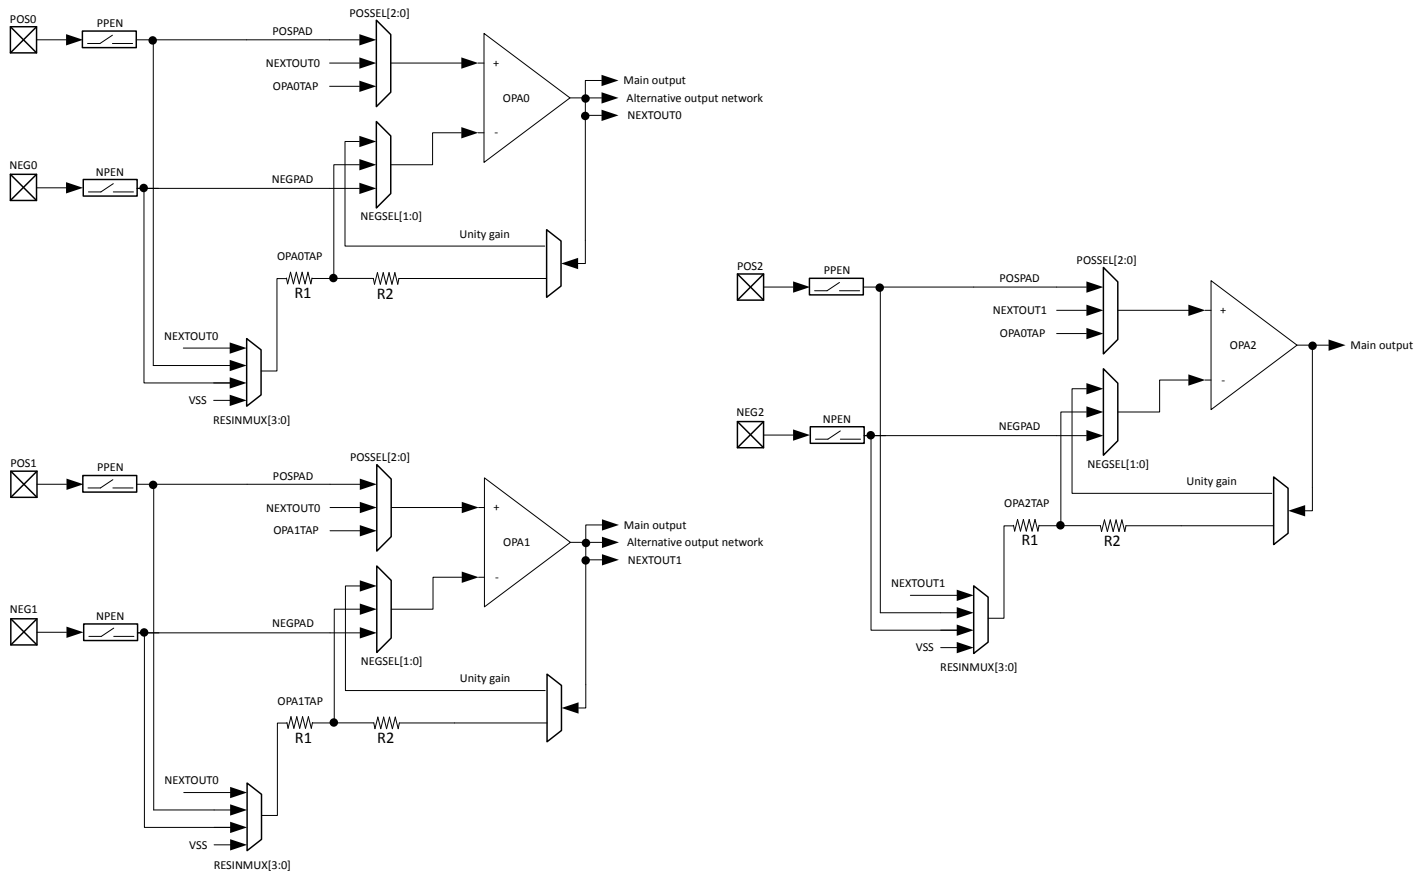 POS0
PPEN
POSSEL[2:0]
POSPAD
NEXTOUT0
OPA0TAP
+
OPA0
-
Main output
Alternative output network
NEXTOUT0
NEG0
NPEN
NEGPAD
NEGSEL[1:0]
Unity gain
OPA0TAP
R1
R2
NEXTOUT0
VSS
RESINMUX[3:0]
POS1
PPEN
POSSEL[2:0]
POSPAD
NEXTOUT0
OPA1TAP
+
OPA1
-
Main output
Alternative output network
NEXTOUT1
NEG1
NPEN
NEGPAD
NEGSEL[1:0]
Unity gain
OPA1TAP
R1
R2
NEXTOUT0
VSS
RESINMUX[3:0]
POS2
PPEN
POSSEL[2:0]
POSPAD
NEXTOUT1
OPA0TAP
+
OPA2
-
Main output
NEG2
NPEN
NEGPAD
NEGSEL[1:0]
Unity gain
OPA2TAP
R1
R2
NEXTOUT1
VSS
RESINMUX[3:0]